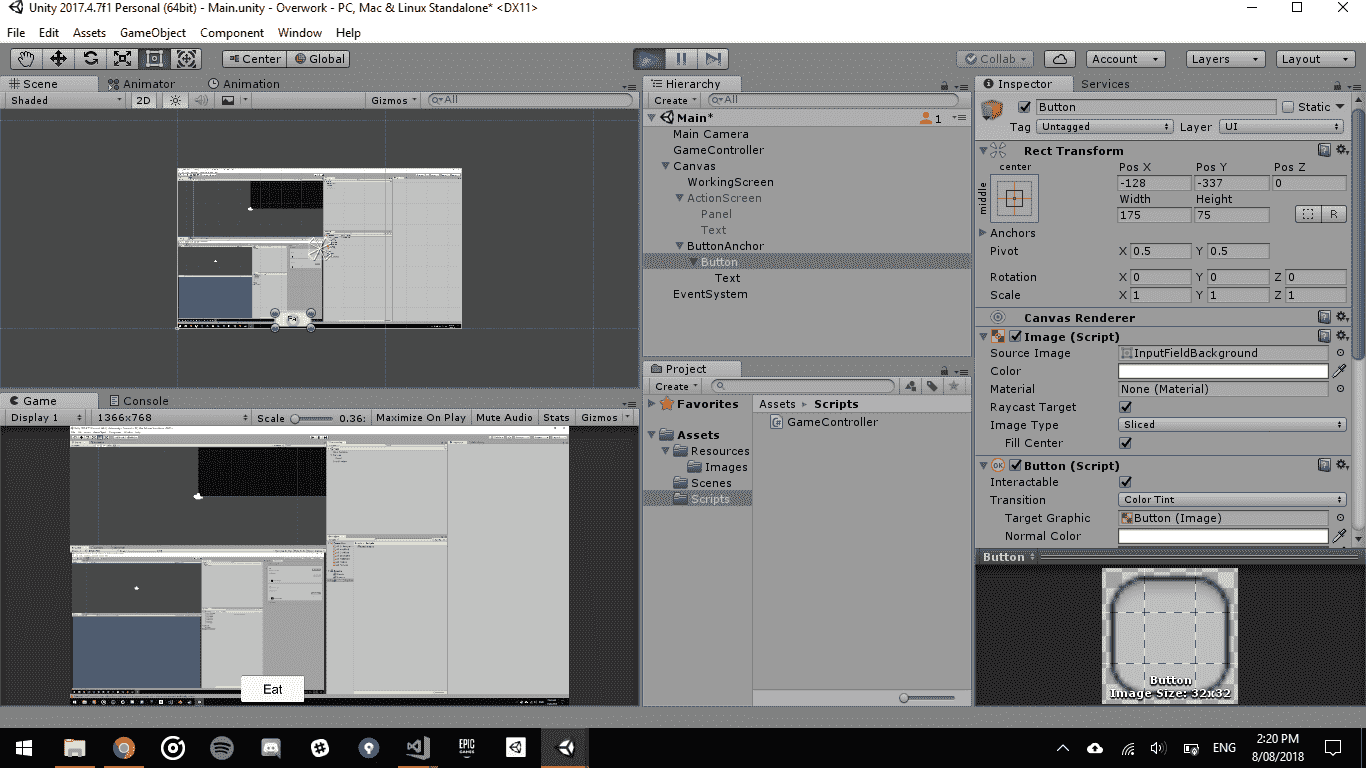 Unity 2017.4.7f1 Personal (64bit) - Main.unity - Overwork - PC, Mac & Linux Standalone* <DX11>
File Edit Assets GameObject Component Window Help
Center Global
Collab Account Layers Layout
Scene Animator Animation
Shaded 2D Gizmos All
Hierarchy
Create All
Main* 1
Main Camera
GameController
Canvas
WorkingScreen
ActionScreen
Panel
Text
ButtonAnchor
Button
Text
EventSystem
Inspector Services
Button Static
Tag Untagged Layer UI
Rect Transform
center Pos X Pos Y Pos Z
middle -128 -337 0
Width Height
175 75 R
Anchors
Pivot X 0.5 Y 0.5
Rotation X 0 Y 0 Z 0
Scale X 1 Y 1 Z 1
Canvas Renderer
Image (Script)
Source Image InputFieldBackground
Color
Material None (Material)
Raycast Target
Image Type Sliced
Fill Center
Button (Script)
Interactable
Transition Color Tint
Target Graphic Button (Image)
Normal Color
Button
Button
Image Size: 32x32
Project
Create
Favorites
Assets
Resources
Images
Scenes
Scripts
Assets Scripts
GameController
Game Console
Display 1 1366x768 Scale 0.36: Maximize On Play Mute Audio Stats Gizmos
Eat
EPIC
GAMES
ENG
2:20 PM
8/08/2018